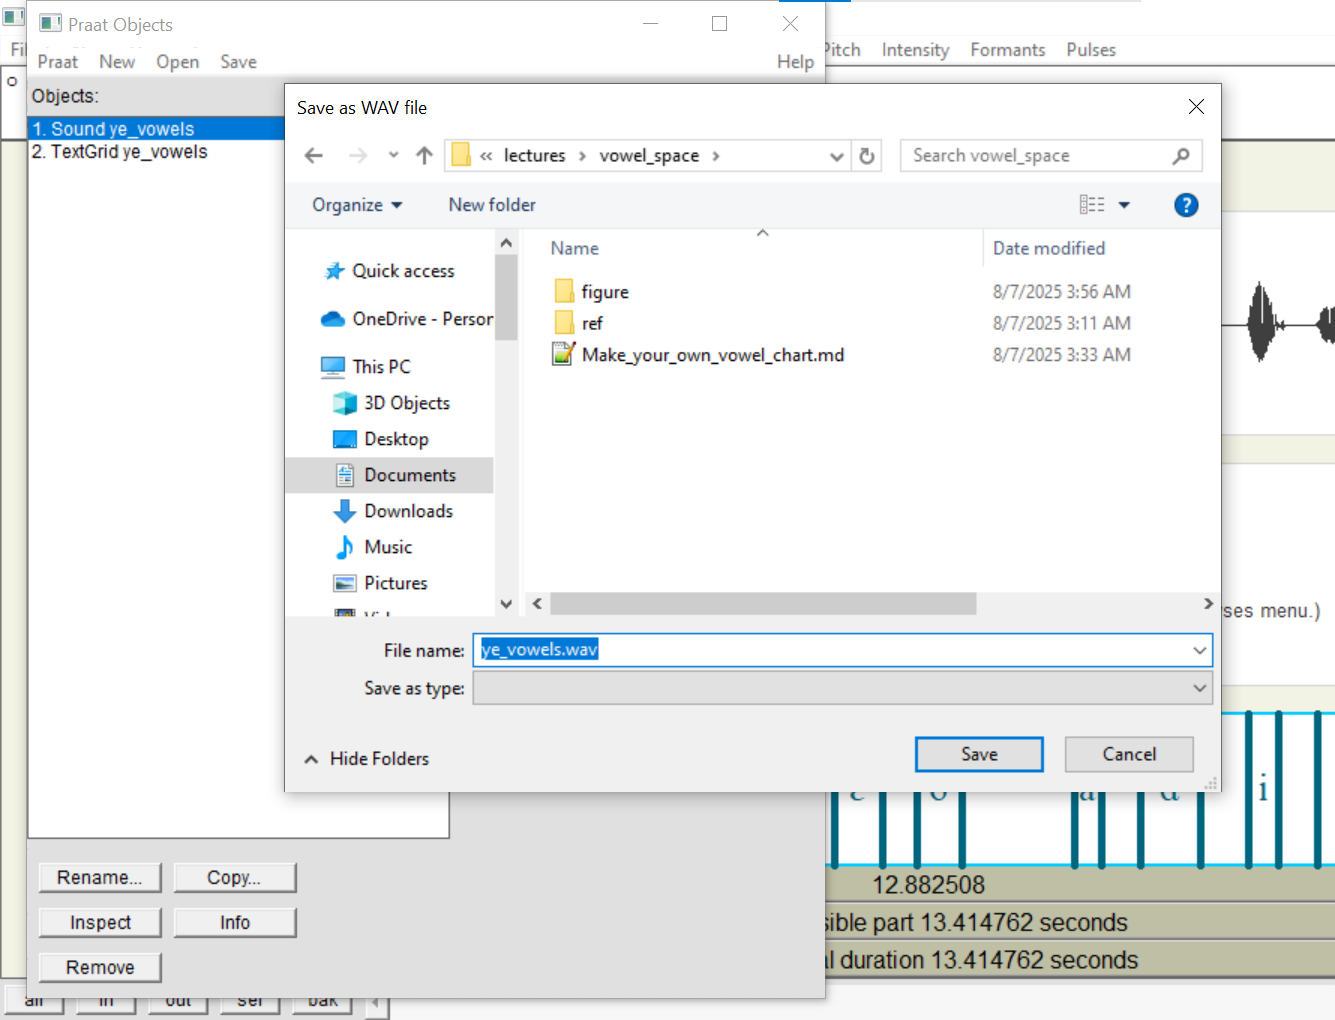 Praat Objects
Praat New Open Save Help
Pitch Intensity Formants Pulses
Objects:
1. Sound ye_vowels
2. TextGrid ye_vowels
Save as WAV file
« lectures › vowel_space ›
Search vowel_space
Organize New folder
Name Date modified
Quick access
OneDrive - Person
This PC
3D Objects
Desktop
Documents
Downloads
Music
Pictures
figure 8/7/2025 3:56 AM
ref 8/7/2025 3:11 AM
Make_your_own_vowel_chart.md 8/7/2025 3:33 AM
yses menu.)
File name: ye_vowels.wav
Save as type:
Hide Folders
Save Cancel
i
Rename... Copy...
Inspect Info
Remove
12.882508
sible part 13.414762 seconds
al duration 13.414762 seconds
all in out sel bak